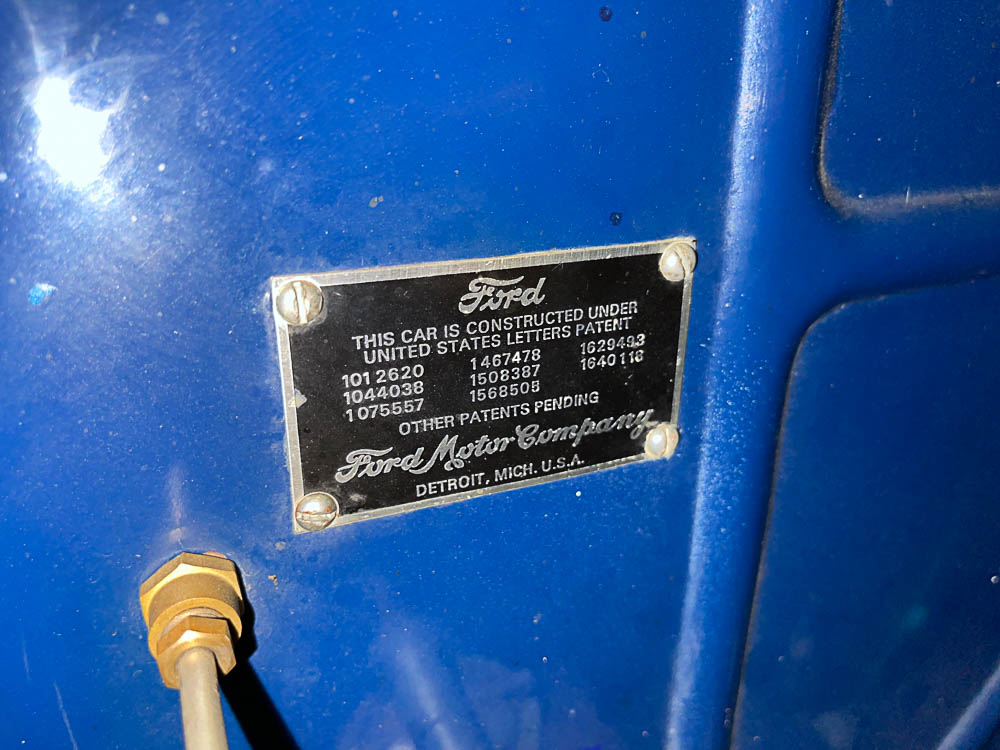 Ford
THIS CAR IS CONSTRUCTED UNDER
UNITED STATES LETTERS PATENT
1012620 1467478 1629493
1044038 1508387 1640116
1075557 1568505
OTHER PATENTS PENDING
Ford Motor Company
DETROIT, MICH. U.S.A.